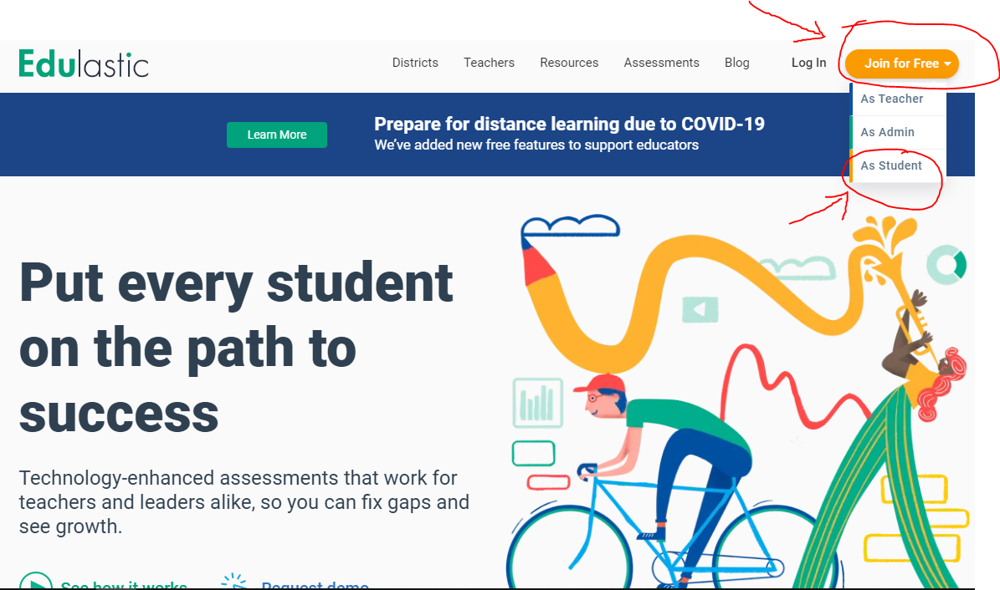 Edulastic
Districts Teachers Resources Assessments Blog Log In Join for Free
As Teacher
As Admin
As Student
Learn More
Prepare for distance learning due to COVID-19
We've added new free features to support educators
Put every student
on the path to
success
Technology-enhanced assessments that work for
teachers and leaders alike, so you can fix gaps and
see growth.
See how it works Request demo